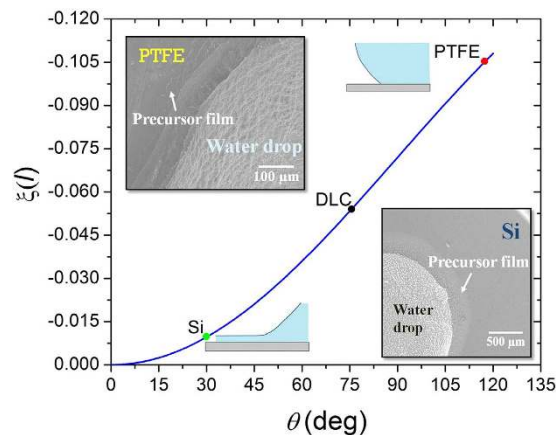 -0.120
-0.105
-0.090
-0.075
-0.060
-0.045
-0.030
-0.015
0.000
ξ(l)
PTFE
Precursor film
Water drop
100 µm
PTFE
DLC
Si
Si
Precursor film
Water
drop
500 µm
0 15 30 45 60 75 90 105 120 135
θ (deg)